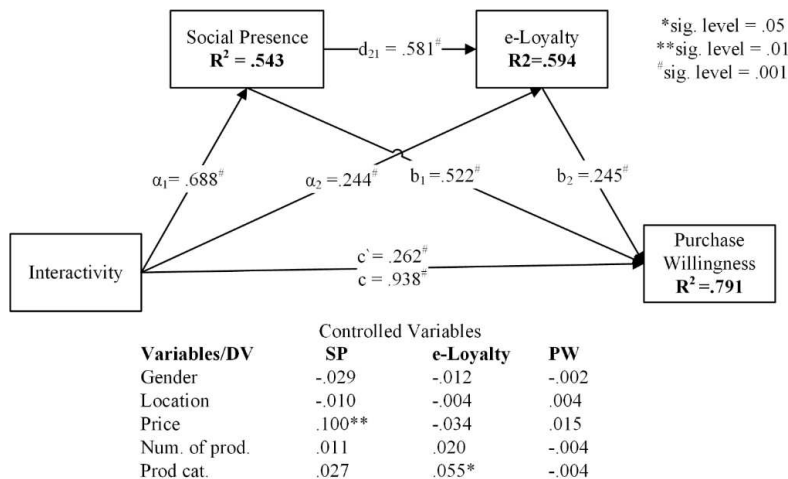 Social Presence
R² = .543
d₂₁ = .581#
e-Loyalty
R2=.594
*sig. level = .05
**sig. level = .01
#sig. level = .001
α₁= .688#
α₂ =.244#
b₁ =.522#
b₂ =.245#
Interactivity
c` = .262#
c = .938#
Purchase
Willingness
R² =.791
Controlled Variables
Variables/DV SP e-Loyalty PW
Gender -.029 -.012 -.002
Location -.010 -.004 .004
Price .100** -.034 .015
Num. of prod. .011 .020 -.004
Prod cat. .027 .055* -.004